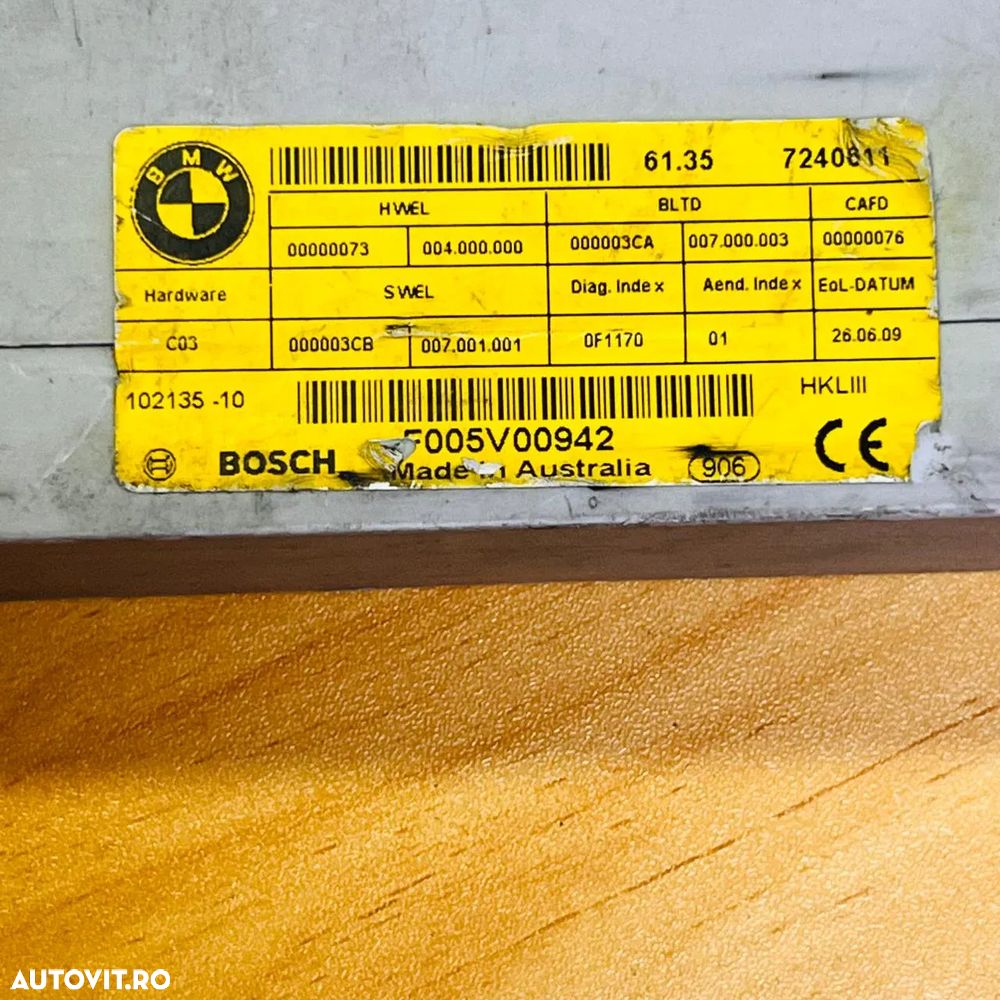 BMW
61.35 7240811
HWEL BLTD CAFD
00000073 004.000.000 000003CA 007.000.003 00000076
Hardware SWEL Diag. Index Aend. Index EoL-DATUM
C03 000003CB 007.001.001 0F1170 01 26.06.09
102135 -10 HKLIII
F005V00942
BOSCH Made in Australia 906 CE
AUTOVIT.RO